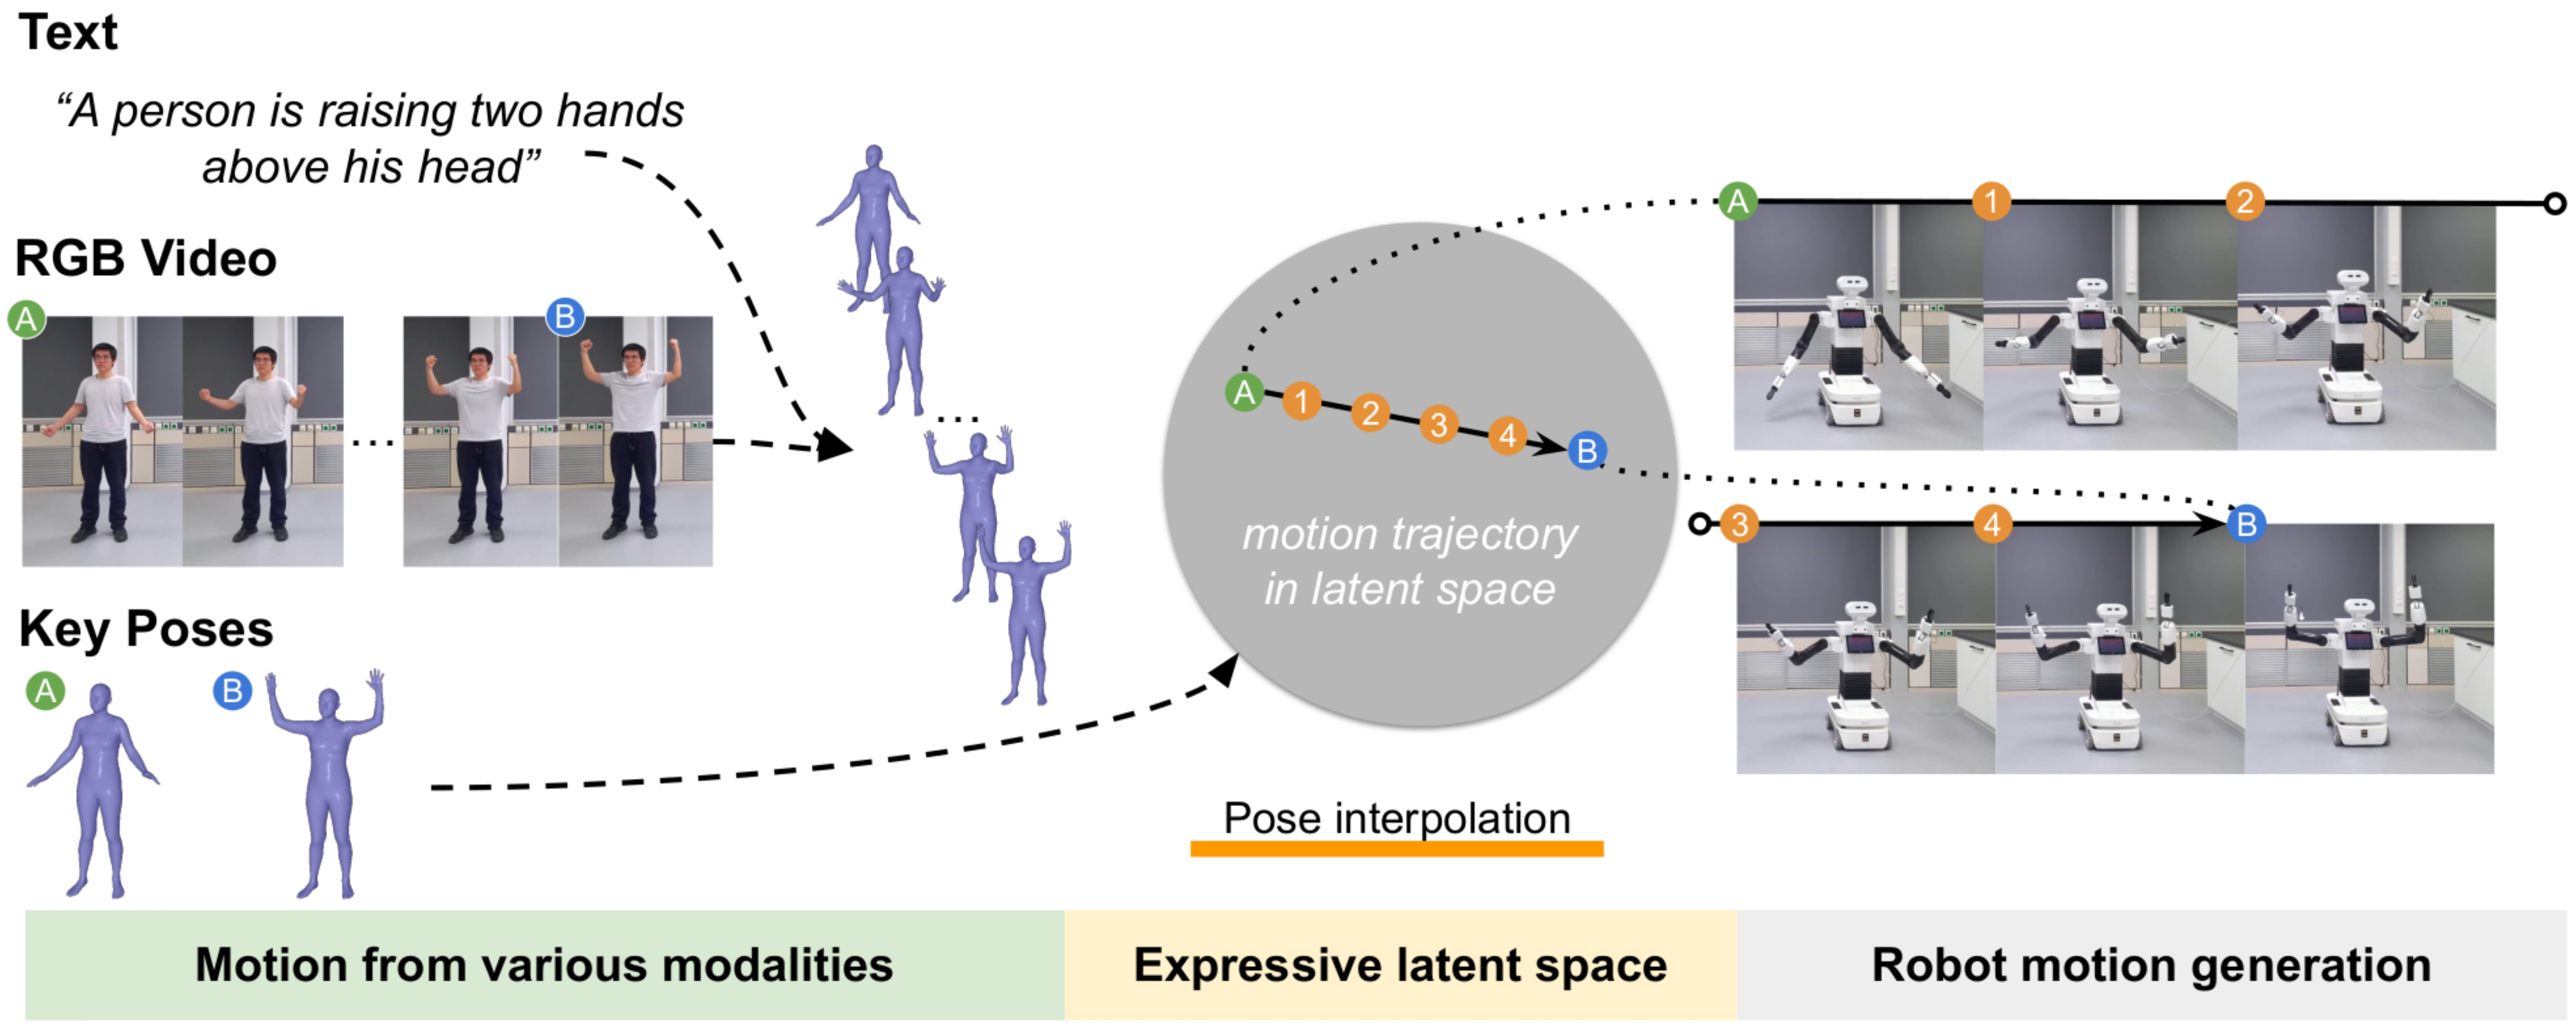 Text
“A person is raising two hands
above his head”
RGB Video
A
B
Key Poses
A
B
A
1
2
3
4
B
motion trajectory
in latent space
Pose interpolation
A
1
2
3
4
B
Motion from various modalities
Expressive latent space
Robot motion generation